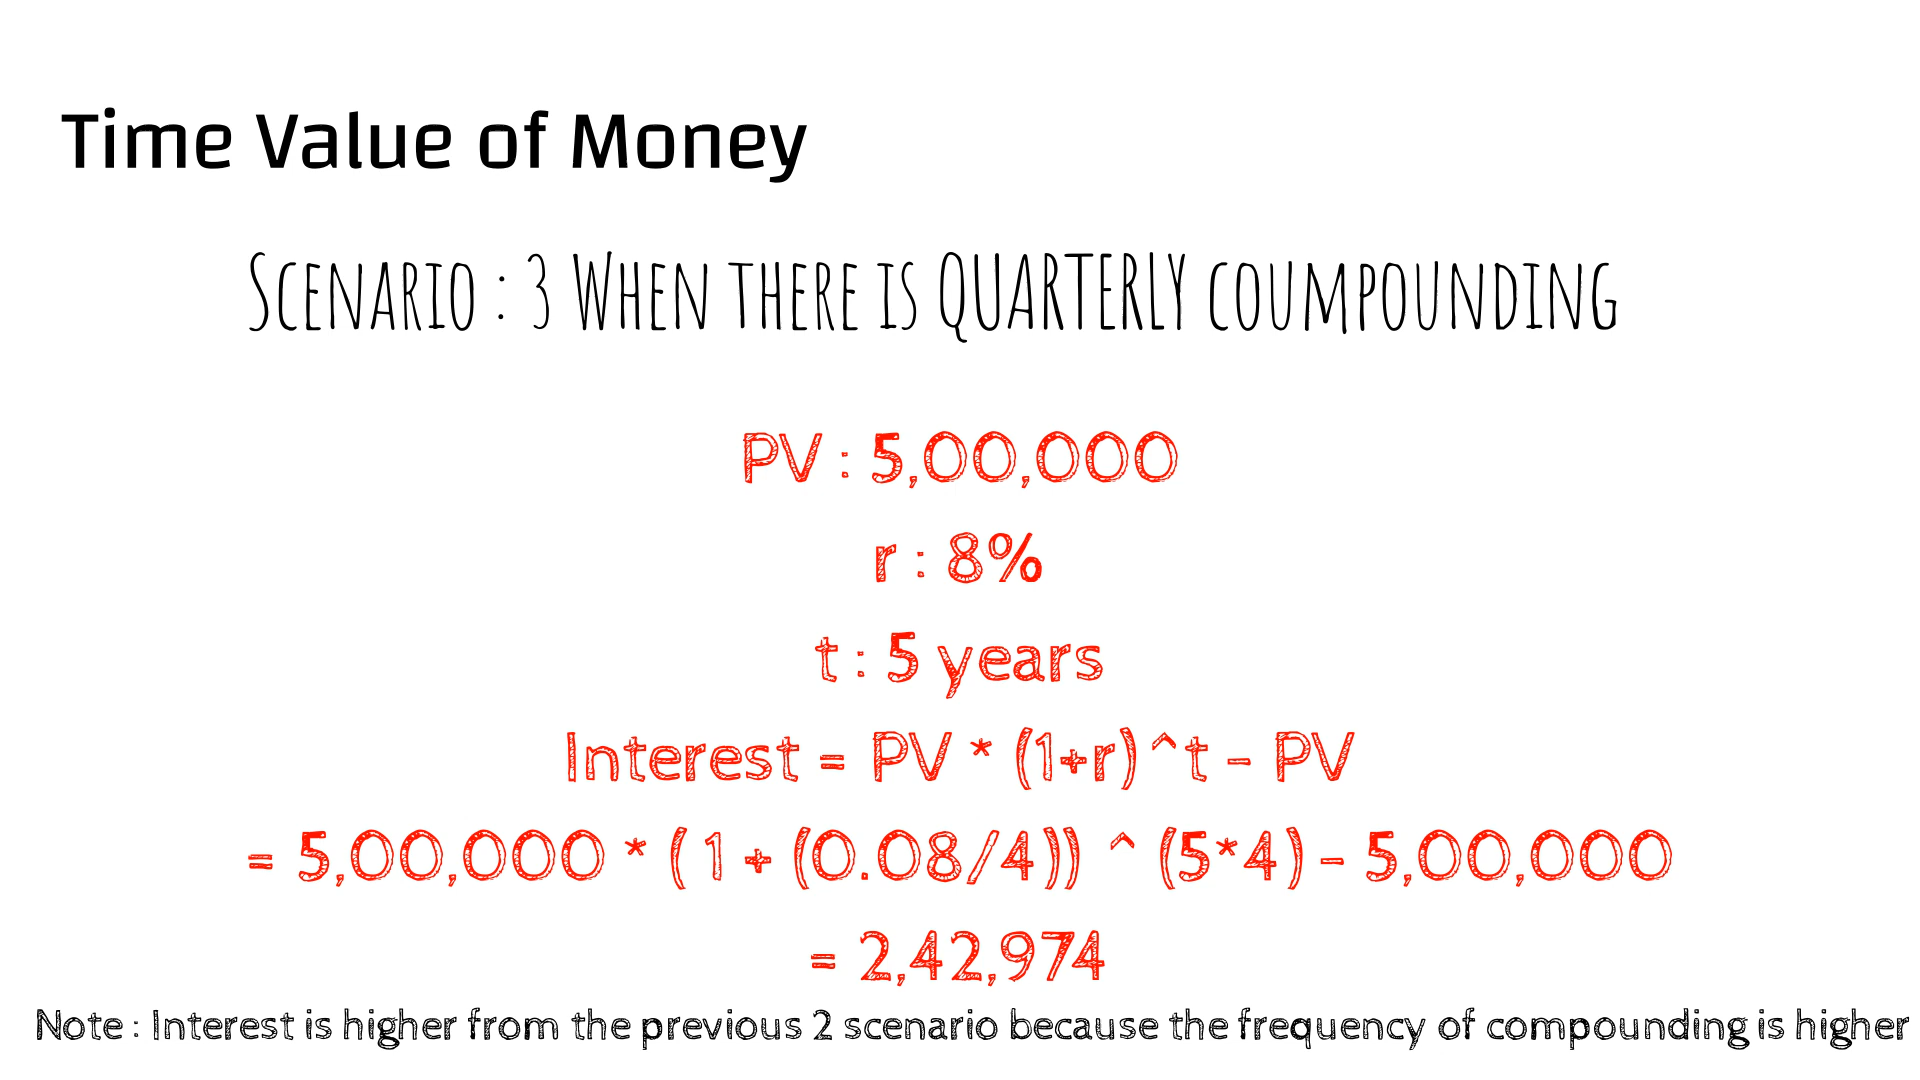 Time Value of Money
Scenario : 3 When there is QUARTERLY coumpounding
PV : 5,00,000
r : 8%
t : 5 years
Interest = PV * (1+r)^t - PV
= 5,00,000 * ( 1 + (0.08/4)) ^ (5*4) - 5,00,000
= 2,42,974
Note : Interest is higher from the previous 2 scenario because the frequency of compounding is higher